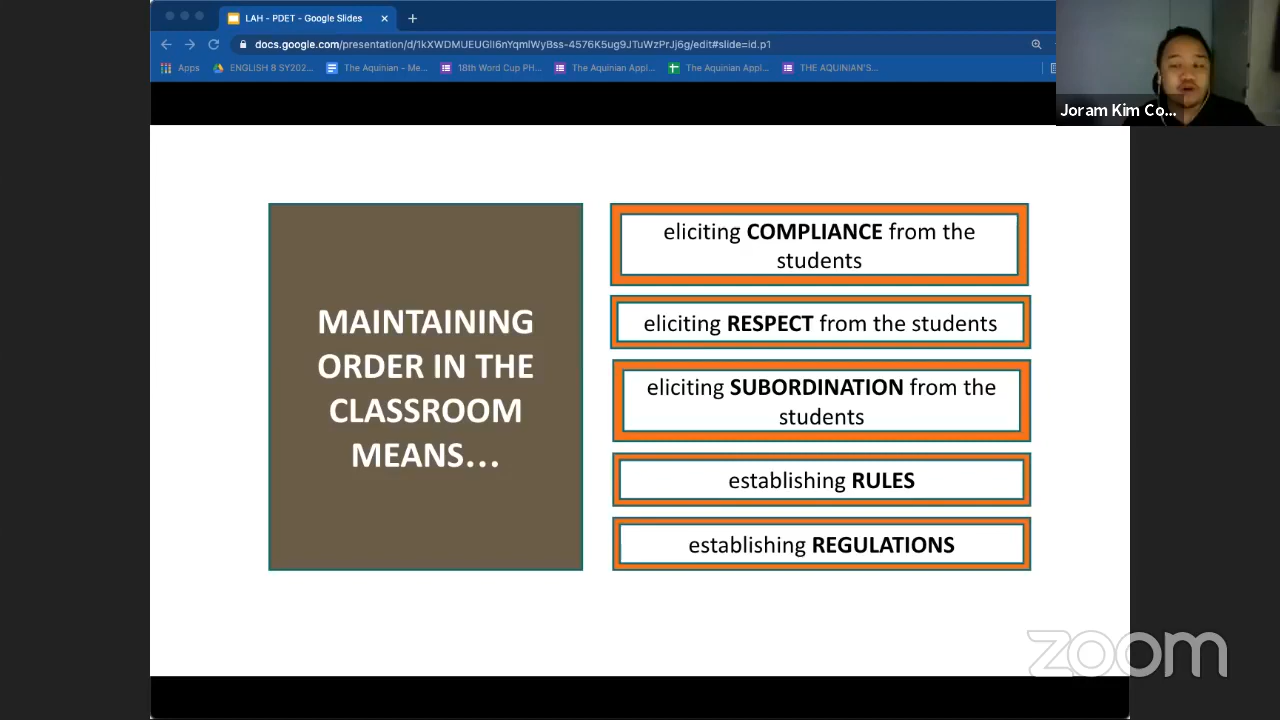 LAH - PDET - Google Slides
docs.google.com/presentation/d/1kXWDMUEUGlI6nYqmIWyBss-4576K5ug9JTuWzPrJj6g/edit#slide=id.p1
Apps
ENGLISH 8 SY202...
The Aquinian - Me...
18th Word Cup PH...
The Aquinian Appl...
The Aquinian Appl...
THE AQUINIAN'S...
Joram Kim Co...
MAINTAINING
ORDER IN THE
CLASSROOM
MEANS...
eliciting COMPLIANCE from the
students
eliciting RESPECT from the students
eliciting SUBORDINATION from the
students
establishing RULES
establishing REGULATIONS
zoom